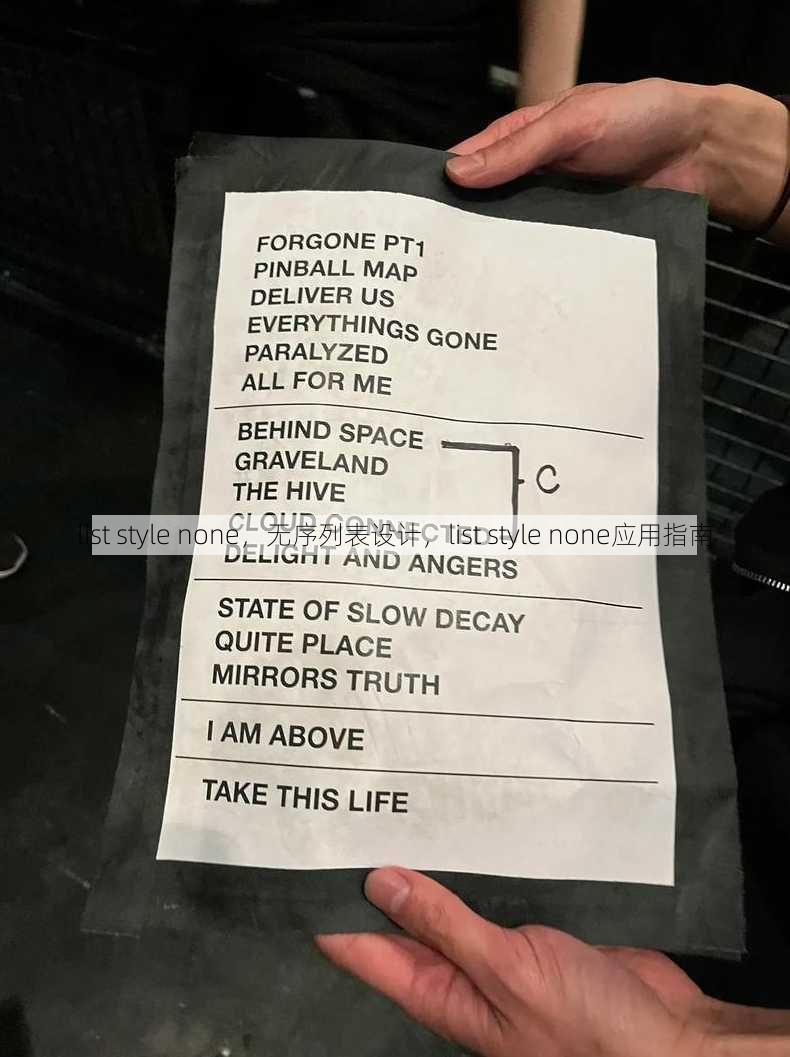 FORGONE PT1
PINBALL MAP
DELIVER US
EVERYTHINGS GONE
PARALYZED
ALL FOR ME
BEHIND SPACE
GRAVELAND
THE HIVE
C
CLOUD CONNECTED
list style none，无序列表设计，list style none应用指南
DELIGHT AND ANGERS
STATE OF SLOW DECAY
QUITE PLACE
MIRRORS TRUTH
I AM ABOVE
TAKE THIS LIFE